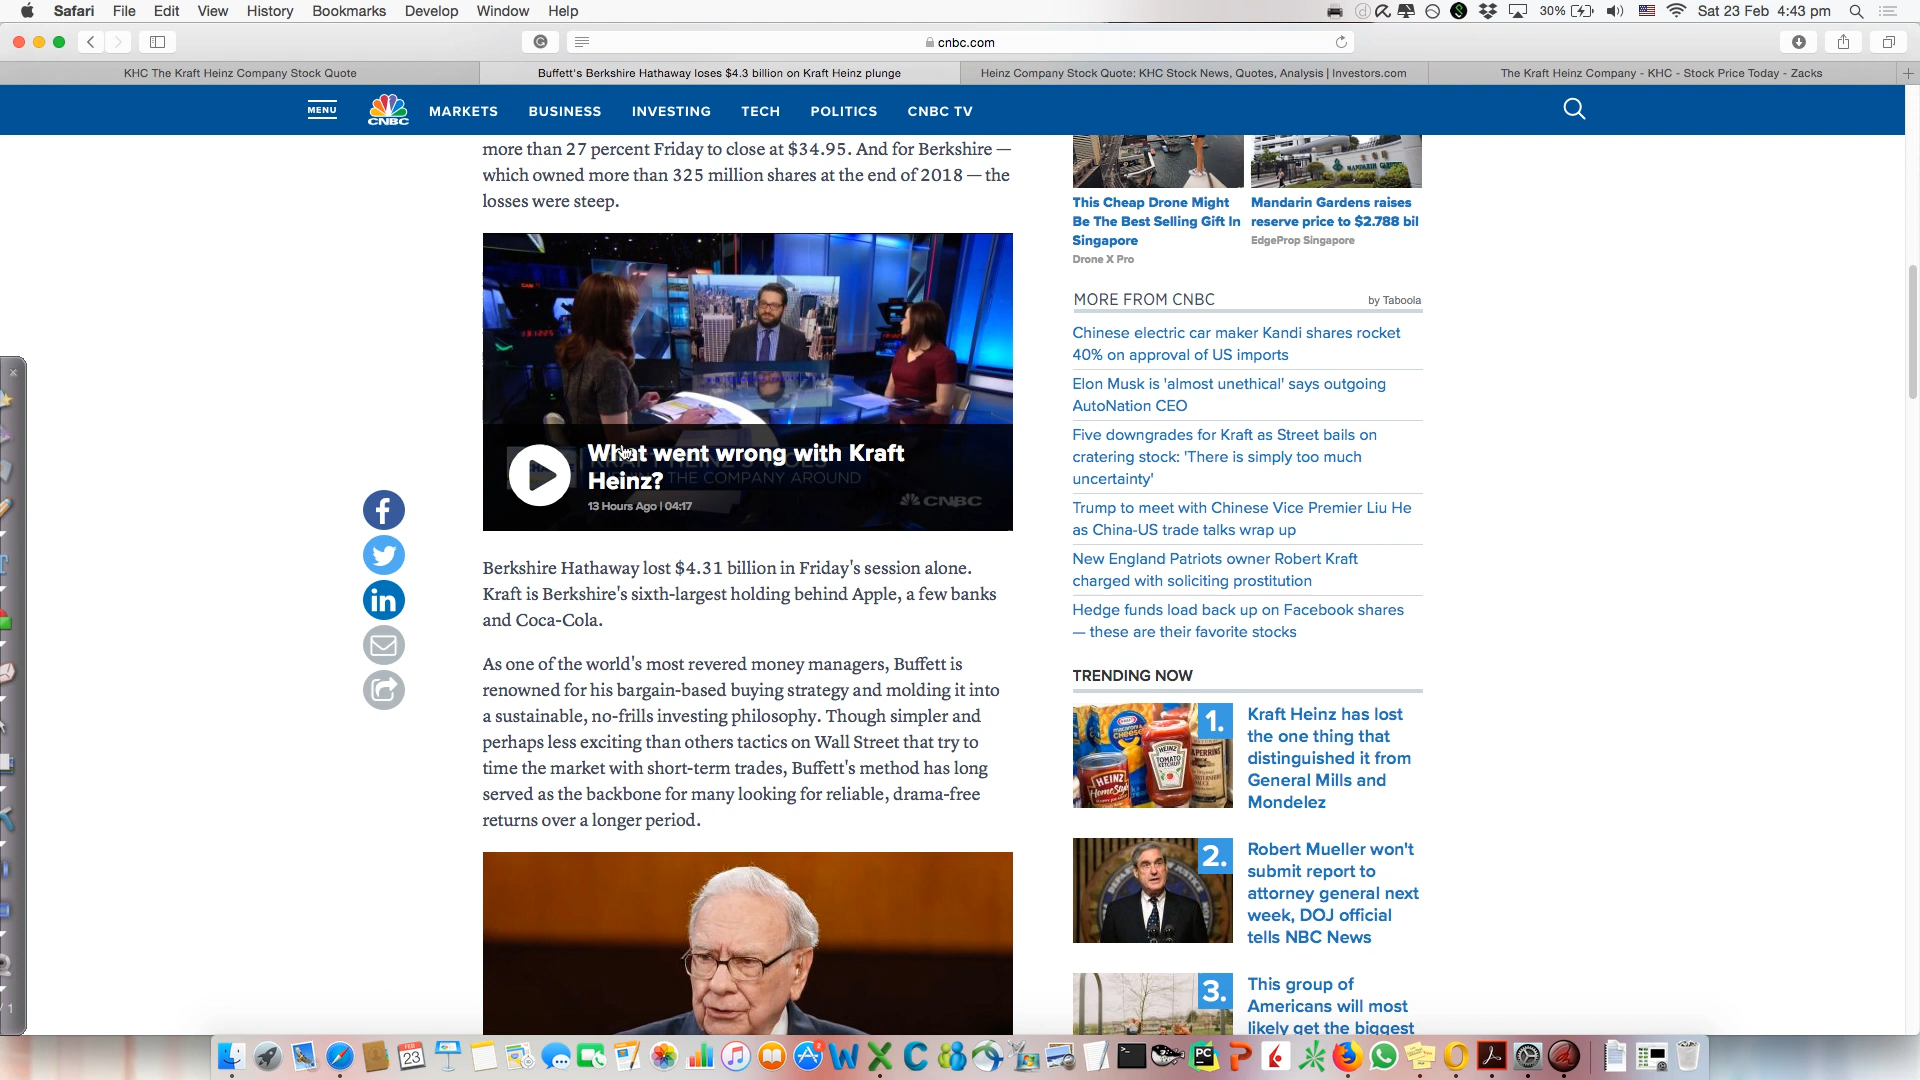 Safari File Edit View History Bookmarks Develop Window Help
30% Sat 23 Feb 4:43 pm
cnbc.com
KHC The Kraft Heinz Company Stock Quote
Buffett's Berkshire Hathaway loses $4.3 billion on Kraft Heinz plunge
Heinz Company Stock Quote: KHC Stock News, Quotes, Analysis | Investors.com
The Kraft Heinz Company - KHC - Stock Price Today - Zacks
MENU CNBC MARKETS BUSINESS INVESTING TECH POLITICS CNBC TV
more than 27 percent Friday to close at $34.95. And for Berkshire —
which owned more than 325 million shares at the end of 2018 — the
losses were steep.
What went wrong with Kraft
Heinz?
THE COMPANY AROUND
13 Hours Ago | 04:17
CNBC
Berkshire Hathaway lost $4.31 billion in Friday's session alone.
Kraft is Berkshire's sixth-largest holding behind Apple, a few banks
and Coca-Cola.
As one of the world's most revered money managers, Buffett is
renowned for his bargain-based buying strategy and molding it into
a sustainable, no-frills investing philosophy. Though simpler and
perhaps less exciting than others tactics on Wall Street that try to
time the market with short-term trades, Buffett's method has long
served as the backbone for many looking for reliable, drama-free
returns over a longer period.
This Cheap Drone Might
Be The Best Selling Gift In
Singapore
Drone X Pro
Mandarin Gardens raises
reserve price to $2.788 bil
EdgeProp Singapore
MORE FROM CNBC
by Taboola
Chinese electric car maker Kandi shares rocket
40% on approval of US imports
Elon Musk is 'almost unethical' says outgoing
AutoNation CEO
Five downgrades for Kraft as Street bails on
cratering stock: 'There is simply too much
uncertainty'
Trump to meet with Chinese Vice Premier Liu He
as China-US trade talks wrap up
New England Patriots owner Robert Kraft
charged with soliciting prostitution
Hedge funds load back up on Facebook shares
— these are their favorite stocks
TRENDING NOW
1.
Kraft Heinz has lost
the one thing that
distinguished it from
General Mills and
Mondelez
HEINZ
TOMATO
KETCHUP
2.
Robert Mueller won't
submit report to
attorney general next
week, DOJ official
tells NBC News
3.
This group of
Americans will most
likely get the biggest
FEB
23